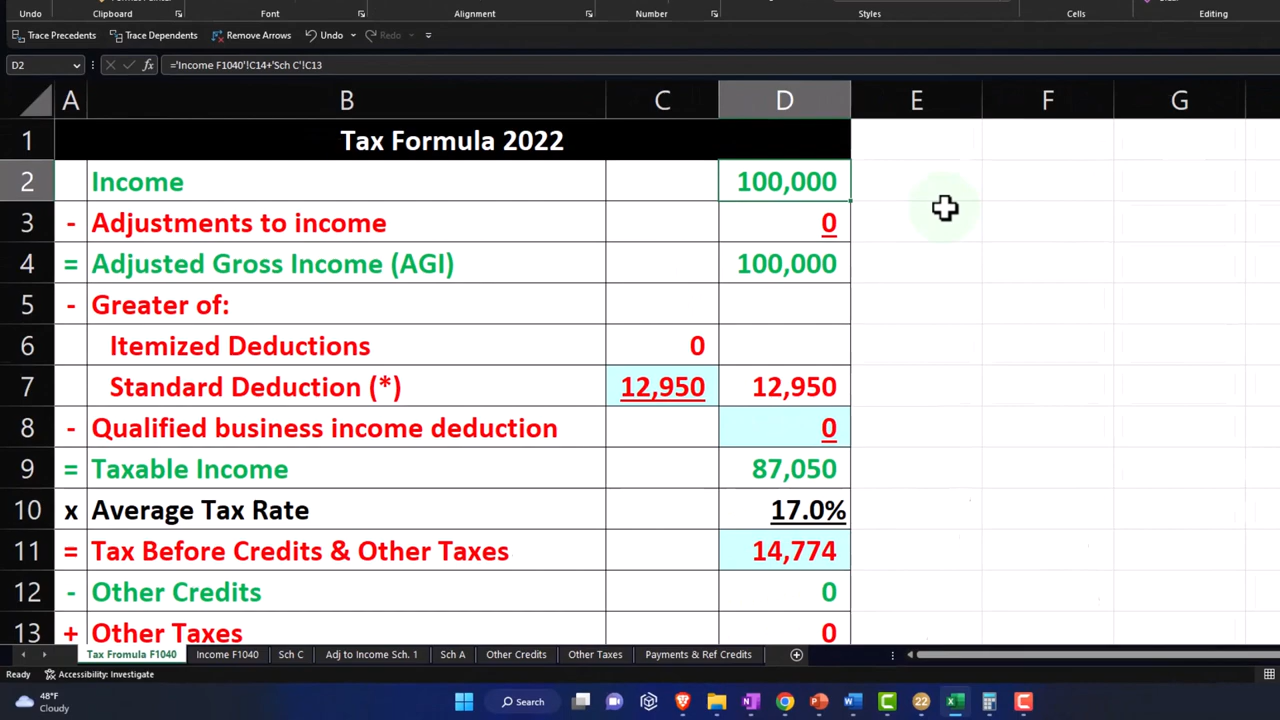 Undo
Clipboard
Font
Alignment
Number
Styles
Cells
Editing
Trace Precedents Trace Dependents Remove Arrows Undo Redo
D2 fx ='Income F1040'!C14+'Sch C'!C13
A B C D E F G
1 Tax Formula 2022
2 Income 100,000
3 - Adjustments to income 0
4 = Adjusted Gross Income (AGI) 100,000
5 - Greater of:
6 Itemized Deductions 0
7 Standard Deduction (*) 12,950 12,950
8 - Qualified business income deduction 0
9 = Taxable Income 87,050
10 x Average Tax Rate 17.0%
11 = Tax Before Credits & Other Taxes 14,774
12 - Other Credits 0
13 + Other Taxes 0
Tax Fromula F1040 Income F1040 Sch C Adj to Income Sch. 1 Sch A Other Credits Other Taxes Payments & Ref Credits
Ready Accessibility: Investigate
48°F
Cloudy
Search
22